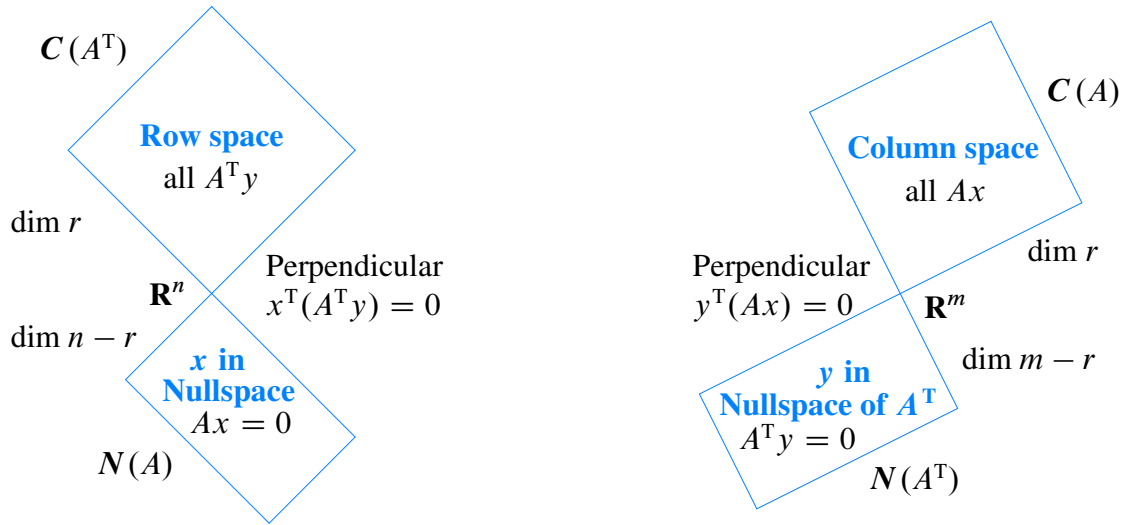 C(Aᵀ)
Row space
all Aᵀy
dim r
Perpendicular
xᵀ(Aᵀy) = 0
Rⁿ
dim n − r
x in
Nullspace
Ax = 0
N(A)
C(A)
Column space
all Ax
dim r
Perpendicular
yᵀ(Ax) = 0
Rᵐ
dim m − r
y in
Nullspace of Aᵀ
Aᵀy = 0
N(Aᵀ)